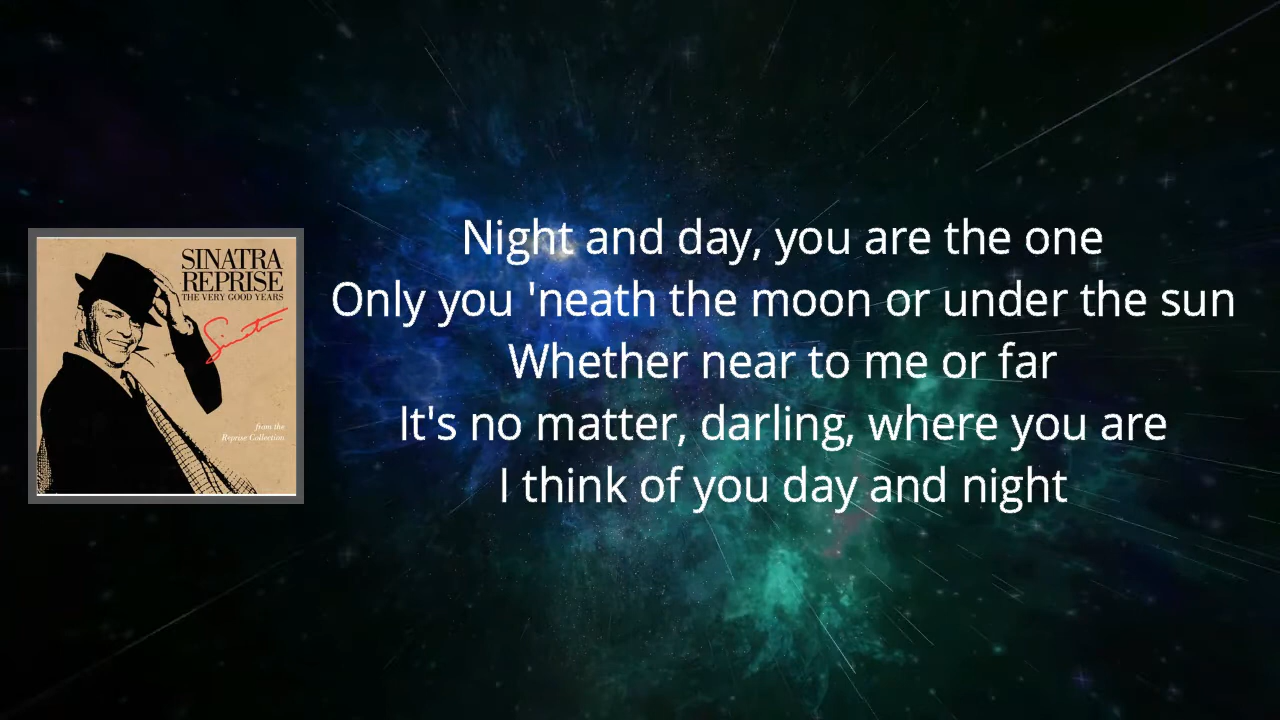 SINATRA
REPRISE
THE VERY GOOD YEARS
Sinatra
from the
Reprise Collection
Night and day, you are the one
Only you 'neath the moon or under the sun
Whether near to me or far
It's no matter, darling, where you are
I think of you day and night